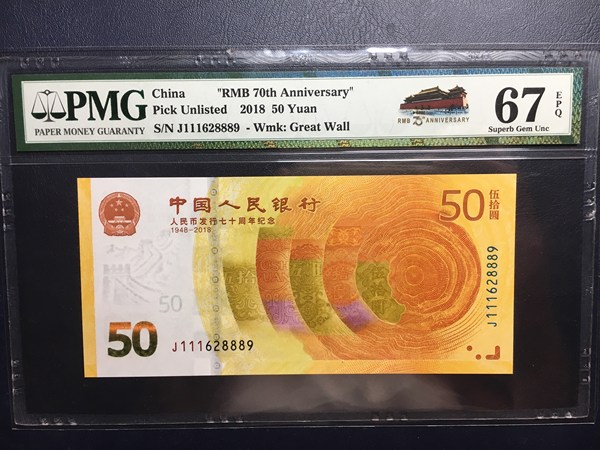 PMG
PAPER MONEY GUARANTY
China "RMB 70th Anniversary"
Pick Unlisted 2018 50 Yuan
S/N J111628889 - Wmk: Great Wall
RMB 70th ANNIVERSARY
67 EPQ
Superb Gem Unc
中国人民银行
人民币发行七十周年纪念
1948-2018
50 伍拾圆
50
50
J111628889
J111628889